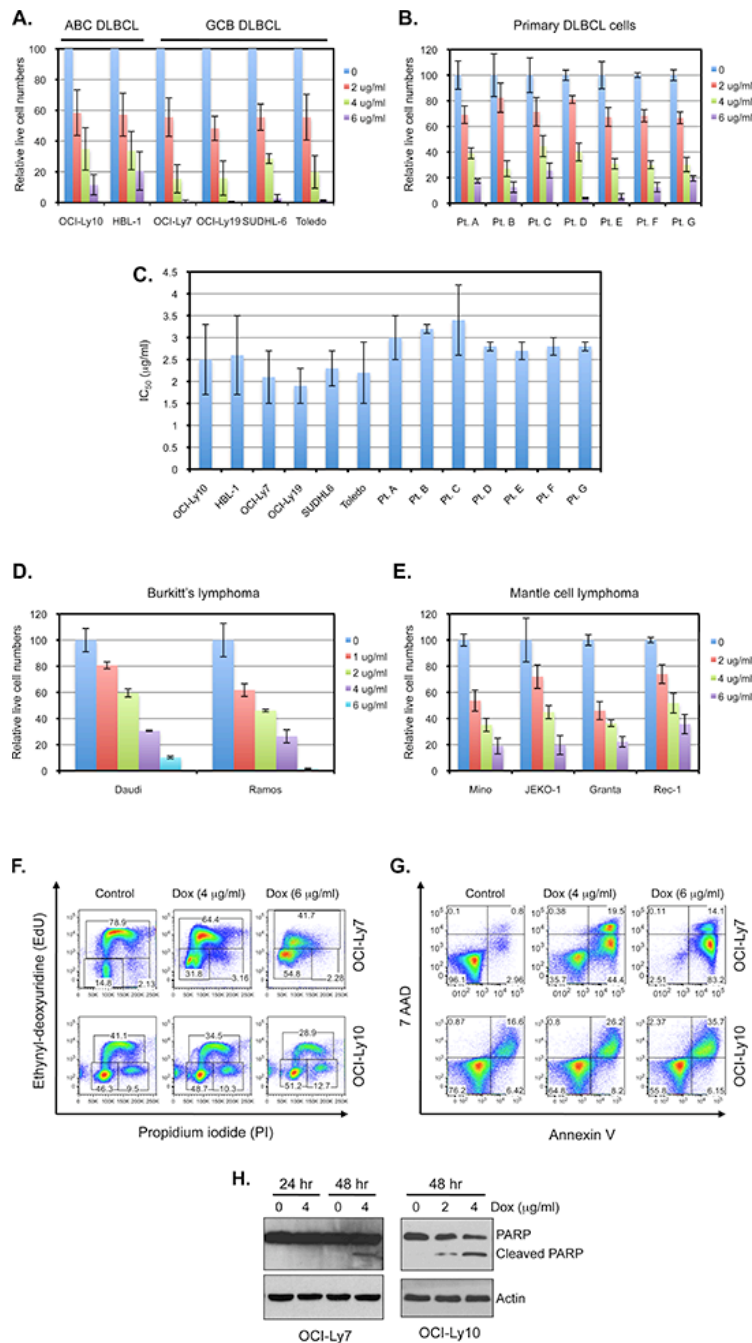 A.
ABC DLBCL GCB DLBCL
Relative live cell numbers
100
80
60
40
20
0
0
2 ug/ml
4 ug/ml
6 ug/ml
OCI-Ly10 HBL-1 OCI-Ly7 OCI-Ly19 SUDHL-6 Toledo
B.
Primary DLBCL cells
Relative live cell numbers
120
100
80
60
40
20
0
0
2 ug/ml
4 ug/ml
6 ug/ml
Pt. A Pt. B Pt. C Pt. D Pt. E Pt. F Pt. G
C.
IC50 (μg/ml)
4.5
4
3.5
3
2.5
2
1.5
1
0.5
0
OCI-Ly10 HBL-1 OCI-Ly7 OCI-Ly19 SUDHL6 Toledo Pt. A Pt. B Pt. C Pt. D Pt. E Pt. F Pt. G
D.
Burkitt's lymphoma
Relative live cell numbers
120
100
80
60
40
20
0
0
1 ug/ml
2 ug/ml
4 ug/ml
6 ug/ml
Daudi Ramos
E.
Mantle cell lymphoma
Relative live cell numbers
120
100
80
60
40
20
0
0
2 ug/ml
4 ug/ml
6 ug/ml
Mino JEKO-1 Granta Rec-1
F.
Control Dox (4 μg/ml) Dox (6 μg/ml)
78.9 64.4 41.7
14.8 2.13 31.8 3.16 54.8 2.28
OCI-Ly7
41.1 34.5 28.9
46.3 9.5 48.7 10.3 51.2 12.7
OCI-Ly10
50K 100K 150K 200K 250K
Ethynyl-deoxyuridine (EdU)
Propidium iodide (PI)
G.
Control Dox (4 μg/ml) Dox (6 μg/ml)
0.1 0.8 0.38 19.5 0.11 14.1
96.1 2.96 35.7 44.4 2.51 83.2
OCI-Ly7
0.87 16.6 0.8 26.2 2.37 35.7
76.2 6.42 64.8 8.2 55.8 6.15
OCI-Ly10
7 AAD
Annexin V
H.
24 hr 48 hr 48 hr
0 4 0 4 0 2 4 Dox (μg/ml)
PARP
Cleaved PARP
Actin
OCI-Ly7 OCI-Ly10